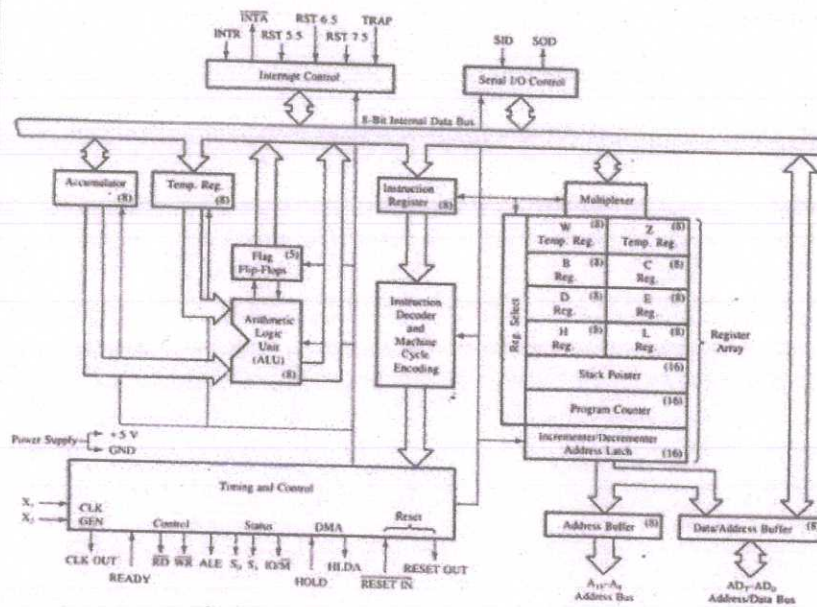 INTR
INTA
RST 5.5
RST 6.5
RST 7.5
TRAP
SID
SOD
Interrupt Control
Serial I/O Control
8-Bit Internal Data Bus
Accumulator (8)
Temp. Reg. (8)
Instruction Register (8)
Multiplexer
Flag (5)
Flip-Flops
Arithmetic
Logic
Unit
(ALU)
(8)
Instruction
Decoder
and
Machine
Cycle
Encoding
Reg. Select
W (8)
Temp. Reg.
Z (8)
Temp. Reg.
B (8)
Reg.
C (8)
Reg.
D (8)
Reg.
E (8)
Reg.
H (8)
Reg.
L (8)
Reg.
Stack Pointer (16)
Program Counter (16)
Incrementer/Decrementer
Address Latch (16)
Register
Array
Power Supply
+5 V
GND
Timing and Control
X₁
X₂
CLK
GEN
Control
Status
DMA
Reset
CLK OUT
READY
RD
WR
ALE
S₀
S₁
IO/M
HOLD
HLDA
RESET IN
RESET OUT
Address Buffer (8)
Data/Address Buffer (8)
A₁₅-A₈
Address Bus
AD₇-AD₀
Address/Data Bus